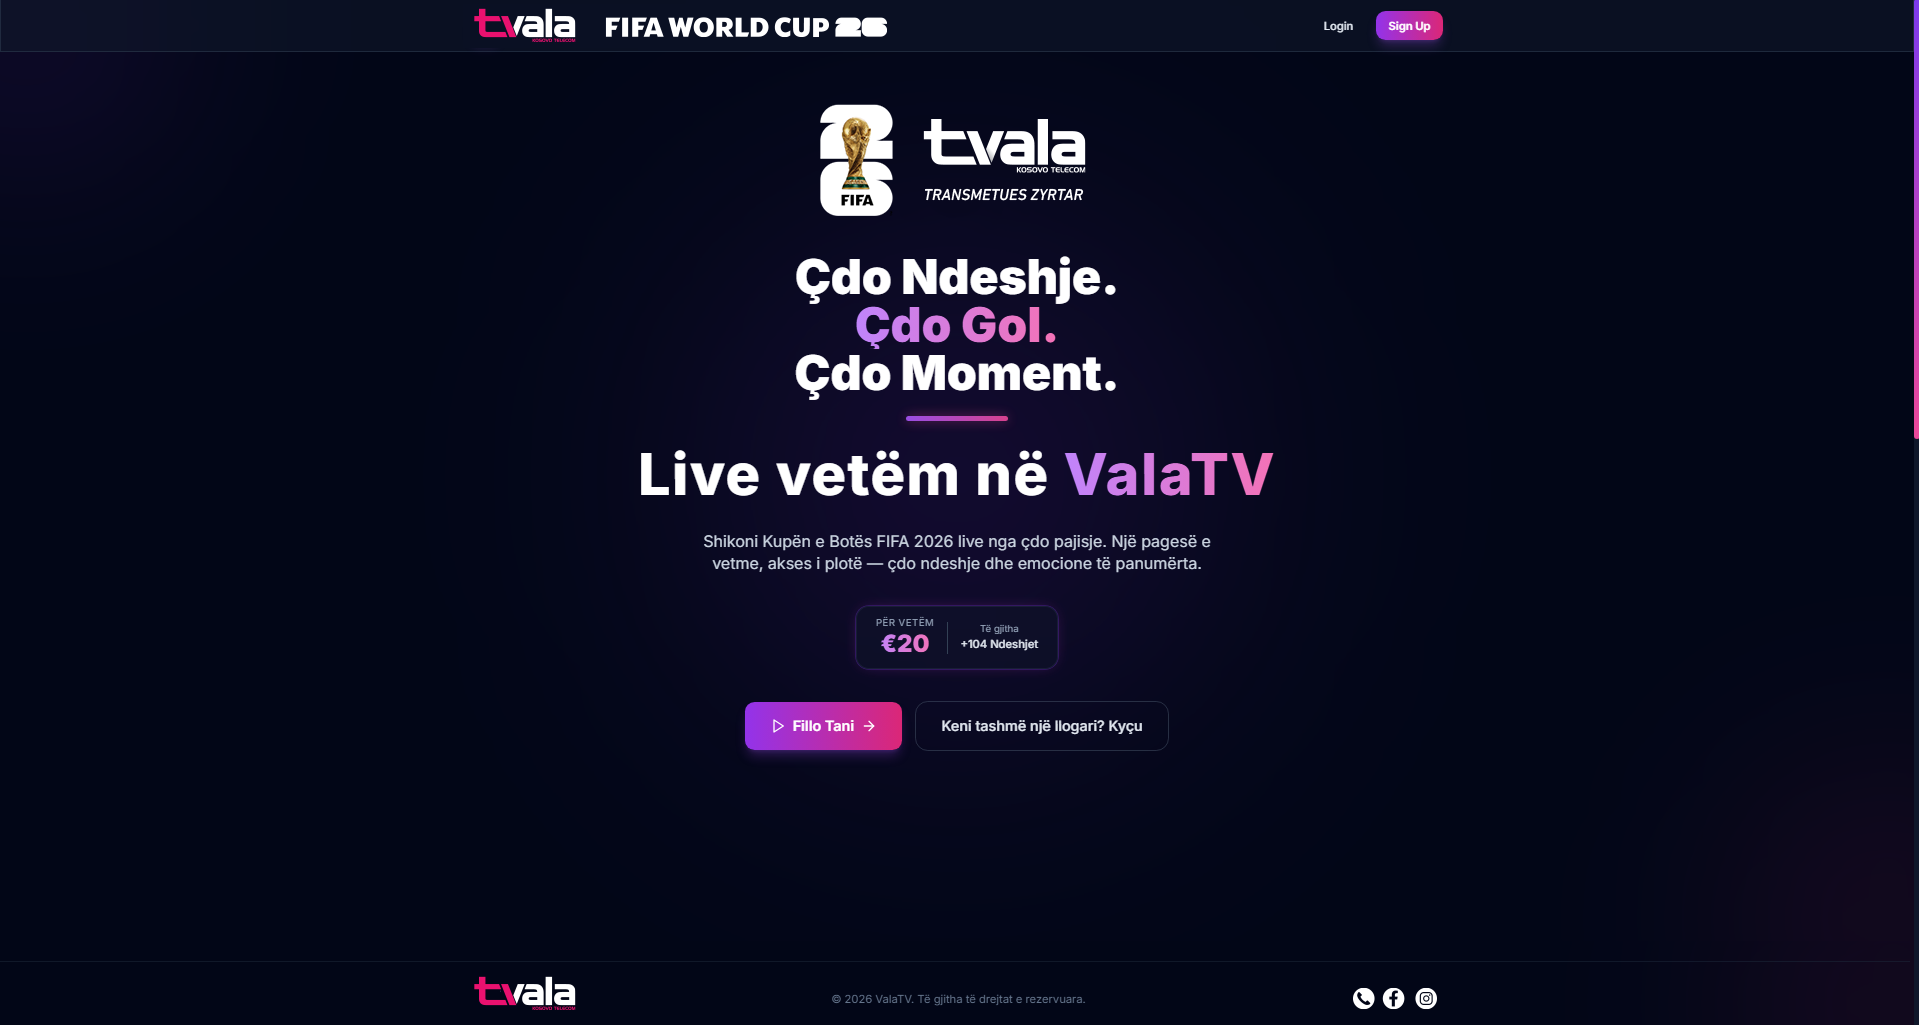 tvala
KOSOVO TELECOM
FIFA WORLD CUP 26
Login
Sign Up
26
FIFA
tvala
KOSOVO TELECOM
TRANSMETUES ZYRTAR
Çdo Ndeshje.
Çdo Gol.
Çdo Moment.
Live vetëm në ValaTV
Shikoni Kupën e Botës FIFA 2026 live nga çdo pajisje. Një pagesë e
vetme, akses i plotë — çdo ndeshje dhe emocione të panumërta.
PËR VETËM
€20
Të gjitha
+104 Ndeshjet
Fillo Tani
Keni tashmë një llogari? Kyçu
tvala
KOSOVO TELECOM
© 2026 ValaTV. Të gjitha të drejtat e rezervuara.